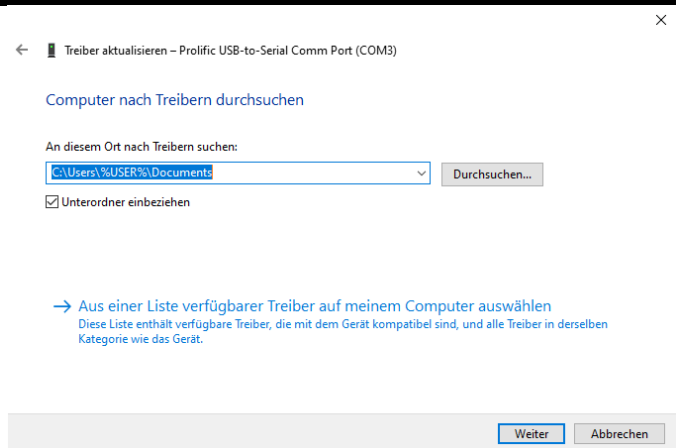 Treiber aktualisieren – Prolific USB-to-Serial Comm Port (COM3)
Computer nach Treibern durchsuchen
An diesem Ort nach Treibern suchen:
C:\Users\%USER%\Documents
Durchsuchen...
Unterordner einbeziehen
Aus einer Liste verfügbarer Treiber auf meinem Computer auswählen
Diese Liste enthält verfügbare Treiber, die mit dem Gerät kompatibel sind, und alle Treiber in derselben
Kategorie wie das Gerät.
Weiter
Abbrechen